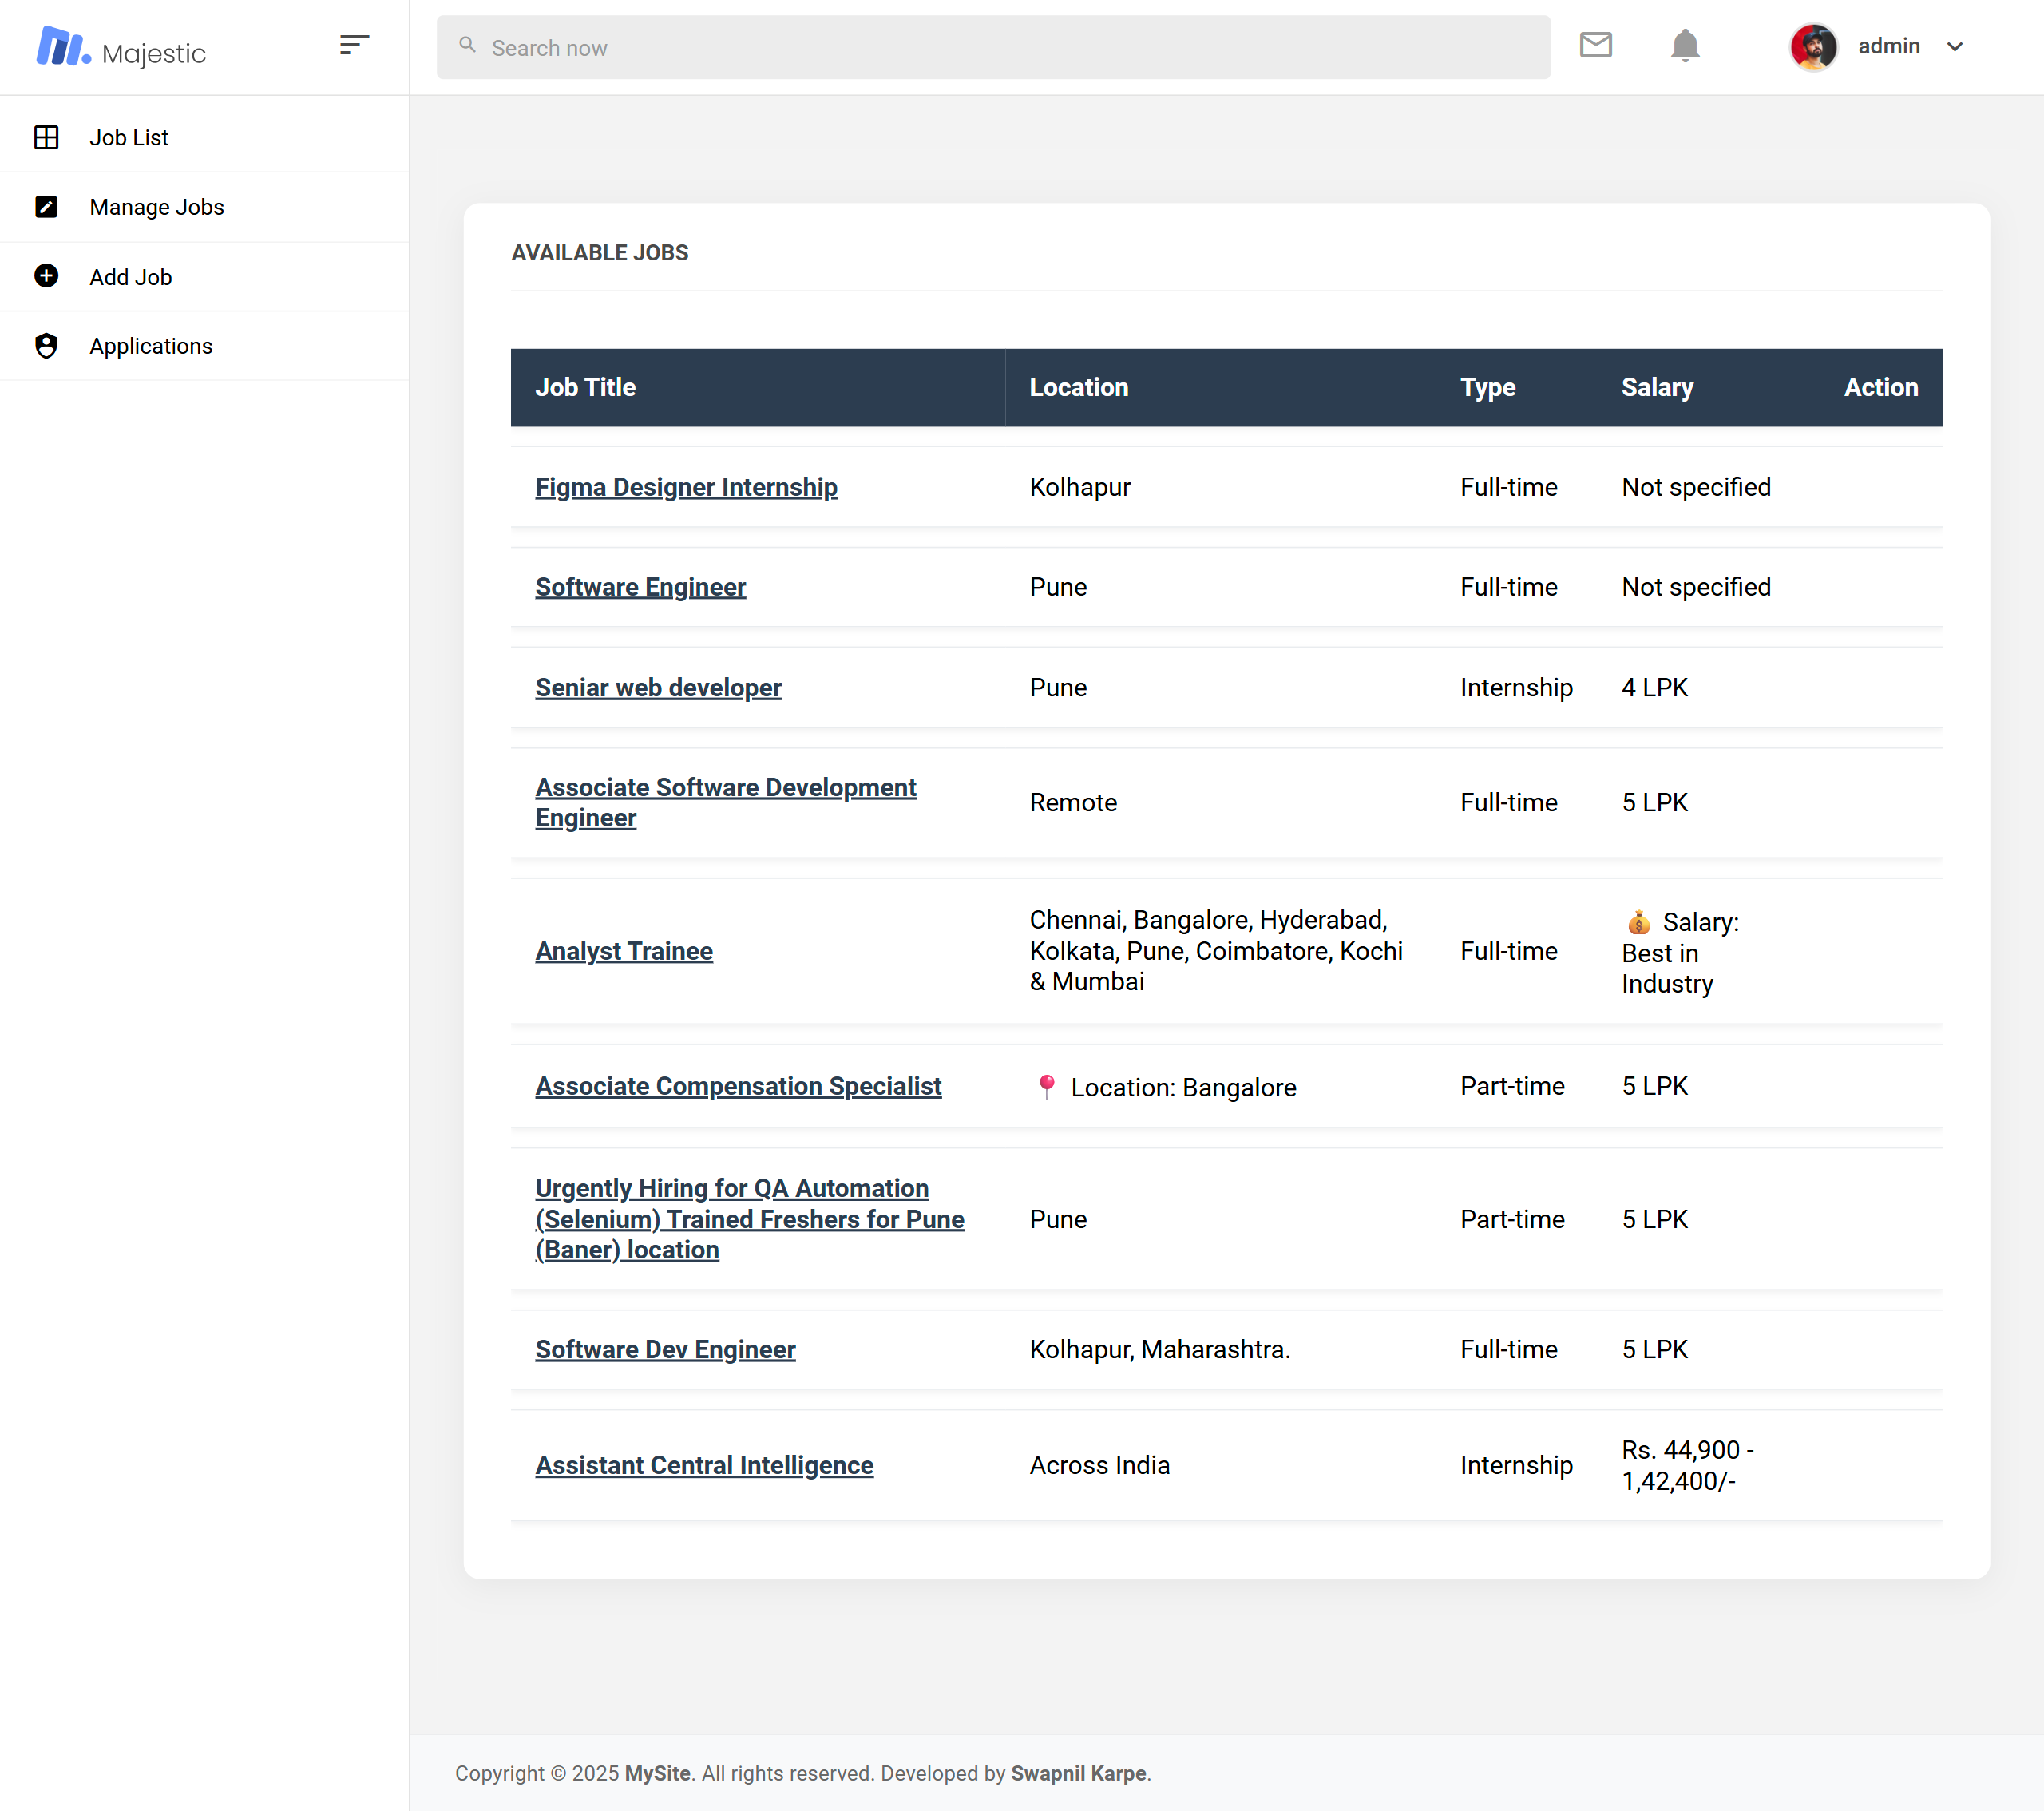 Majestic
Search now
admin
Job List
Manage Jobs
Add Job
Applications
AVAILABLE JOBS
Job Title Location Type Salary Action
Figma Designer Internship Kolhapur Full-time Not specified
Software Engineer Pune Full-time Not specified
Seniar web developer Pune Internship 4 LPK
Associate Software Development
Engineer
Remote Full-time 5 LPK
Analyst Trainee
Chennai, Bangalore, Hyderabad,
Kolkata, Pune, Coimbatore, Kochi
& Mumbai
Full-time
💰 Salary:
Best in
Industry
Associate Compensation Specialist 📍 Location: Bangalore Part-time 5 LPK
Urgently Hiring for QA Automation
(Selenium) Trained Freshers for Pune
(Baner) location
Pune Part-time 5 LPK
Software Dev Engineer Kolhapur, Maharashtra. Full-time 5 LPK
Assistant Central Intelligence Across India Internship
Rs. 44,900 -
1,42,400/-
Copyright © 2025 MySite. All rights reserved. Developed by Swapnil Karpe.